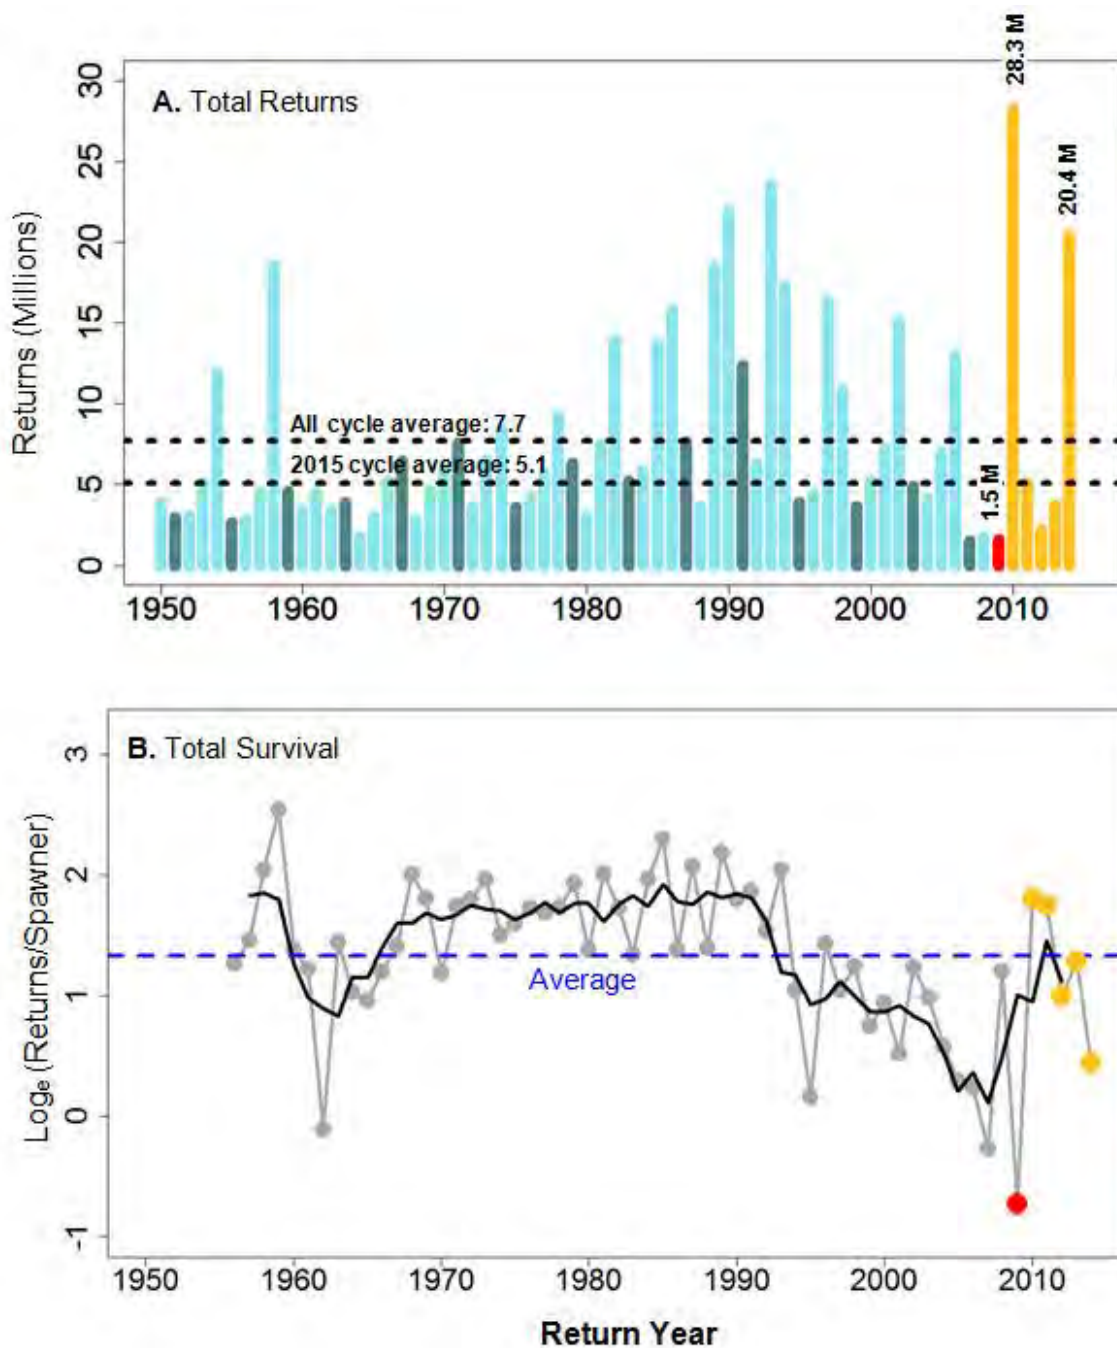 28.3 M
A. Total Returns
20.4 M
1.5 M
Returns (Millions)
30
25
20
15
10
5
0
All cycle average: 7.7
2015 cycle average: 5.1
1950 1960 1970 1980 1990 2000 2010
B. Total Survival
Logₑ (Returns/Spawner)
3
2
1
0
-1
Average
1950 1960 1970 1980 1990 2000 2010
Return Year